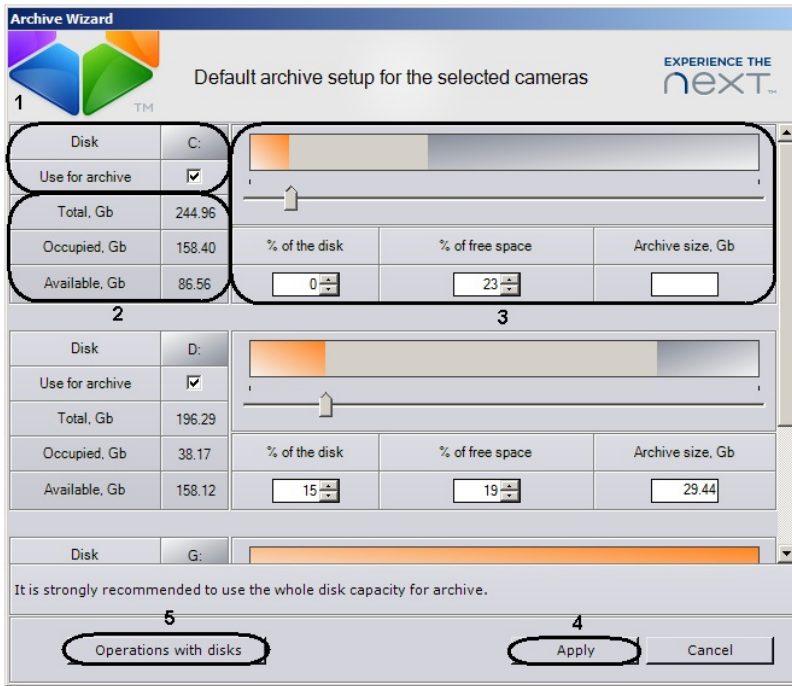 Archive Wizard
Default archive setup for the selected cameras
EXPERIENCE THE
next™
1
TM
Disk C:
Use for archive
Total, Gb 244.96
Occupied, Gb 158.40
Available, Gb 86.56
2
% of the disk % of free space Archive size, Gb
0 23
3
Disk D:
Use for archive
Total, Gb 196.29
Occupied, Gb 38.17
Available, Gb 158.12
% of the disk % of free space Archive size, Gb
15 19 29.44
Disk G:
It is strongly recommended to use the whole disk capacity for archive.
5
4
Operations with disks Apply Cancel